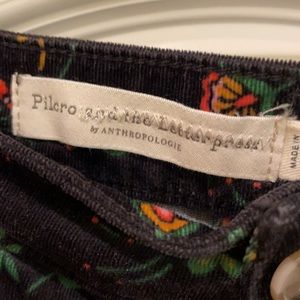 Pilcro and the Letterpress
by ANTHROPOLOGIE
MADE IN